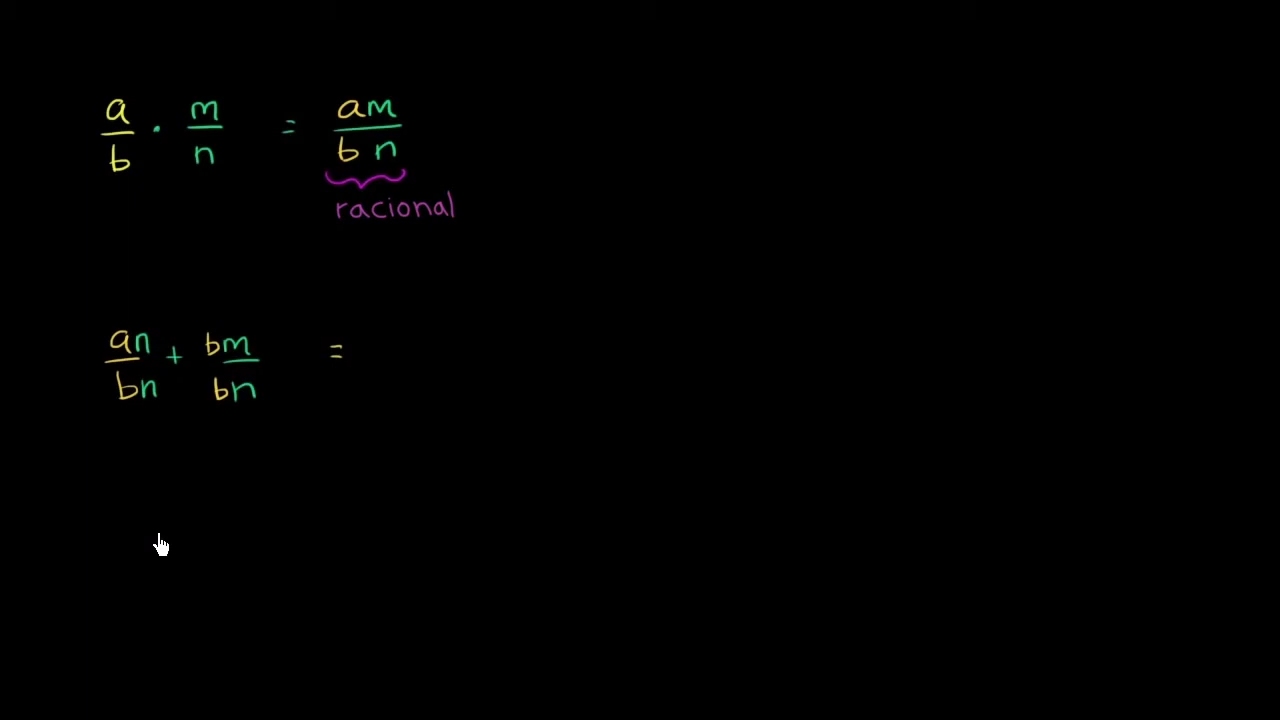 a/b · m/n = am/bn
racional
an/bn + bm/bn =